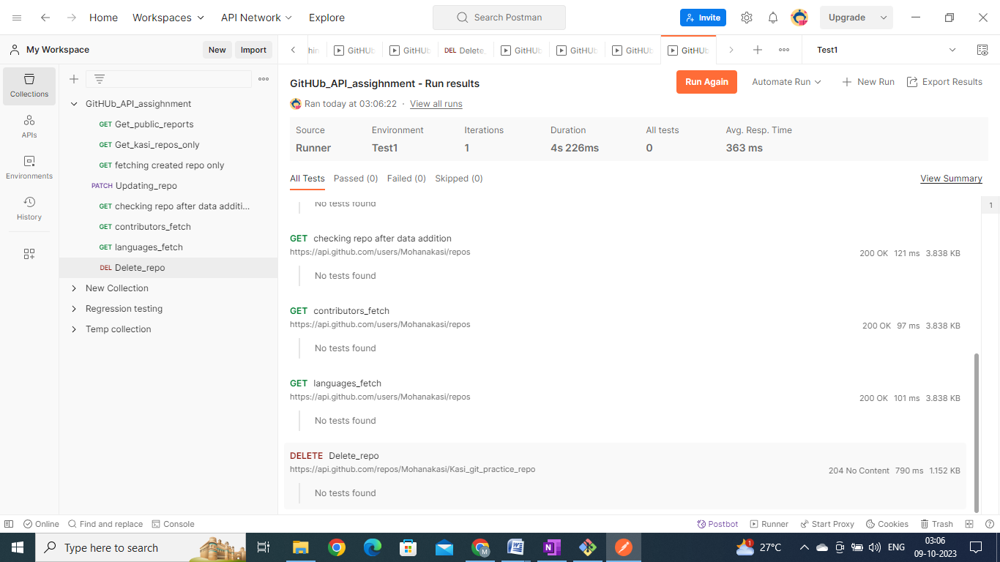 Home Workspaces API Network Explore Search Postman Invite Upgrade
My Workspace New Import
GitHUb GitHUb DEL Delete_ GitHUb GitHUb GitHUb GitHUb Test1
Collections
APIs
Environments
History
GitHUb_API_assighnment
GET Get_public_reports
GET Get_kasi_repos_only
GET fetching created repo only
PATCH Updating_repo
GET checking repo after data additi...
GET contributors_fetch
GET languages_fetch
DEL Delete_repo
New Collection
Regression testing
Temp collection
GitHUb_API_assighnment - Run results Run Again Automate Run New Run Export Results
Ran today at 03:06:22 · View all runs
Source Environment Iterations Duration All tests Avg. Resp. Time
Runner Test1 1 4s 226ms 0 363 ms
All Tests Passed (0) Failed (0) Skipped (0) View Summary
No tests found
1
GET checking repo after data addition
https://api.github.com/users/Mohanakasi/repos
200 OK 121 ms 3.838 KB
No tests found
GET contributors_fetch
https://api.github.com/users/Mohanakasi/repos
200 OK 97 ms 3.838 KB
No tests found
GET languages_fetch
https://api.github.com/users/Mohanakasi/repos
200 OK 101 ms 3.838 KB
No tests found
DELETE Delete_repo
https://api.github.com/repos/Mohanakasi/Kasi_git_practice_repo
204 No Content 790 ms 1.152 KB
No tests found
Online Find and replace Console Postbot Runner Start Proxy Cookies Trash
Type here to search 27°C ENG 03:06
09-10-2023